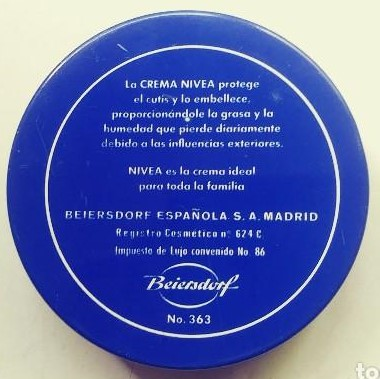 La CREMA NIVEA protege
el cutis y lo embellece,
proporcionándole la grasa y la
humedad que pierde diariamente
debido a las influencias exteriores.
NIVEA es la crema ideal
para toda la familia
BEIERSDORF ESPAÑOLA S. A. MADRID
Registro Cosmético nº 674 C.
Impuesto de Lujo convenido No. 86
Beiersdorf
No. 363
to